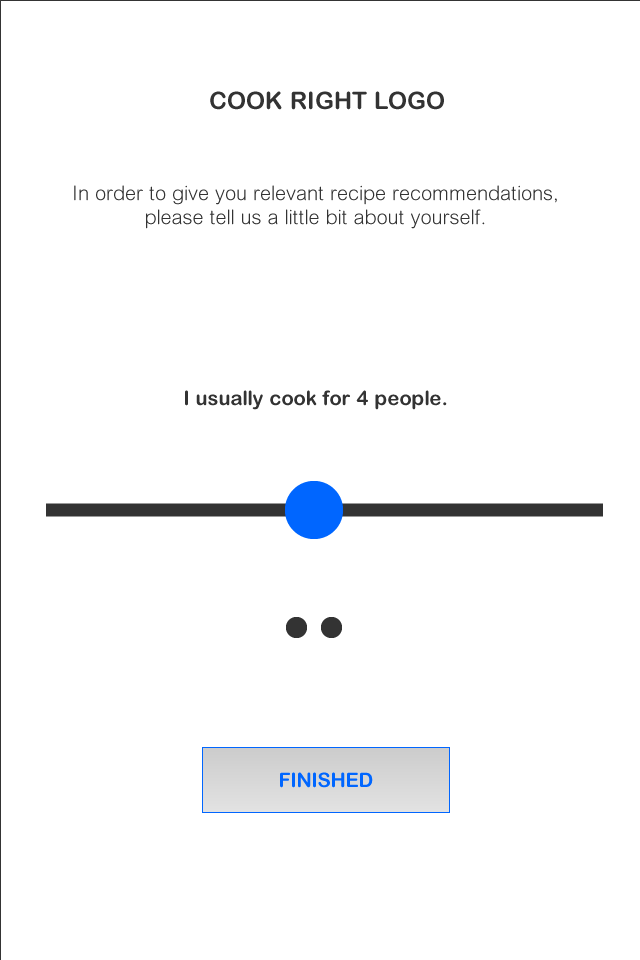 COOK RIGHT LOGO
In order to give you relevant recipe recommendations,
please tell us a little bit about yourself.
I usually cook for 4 people.
FINISHED